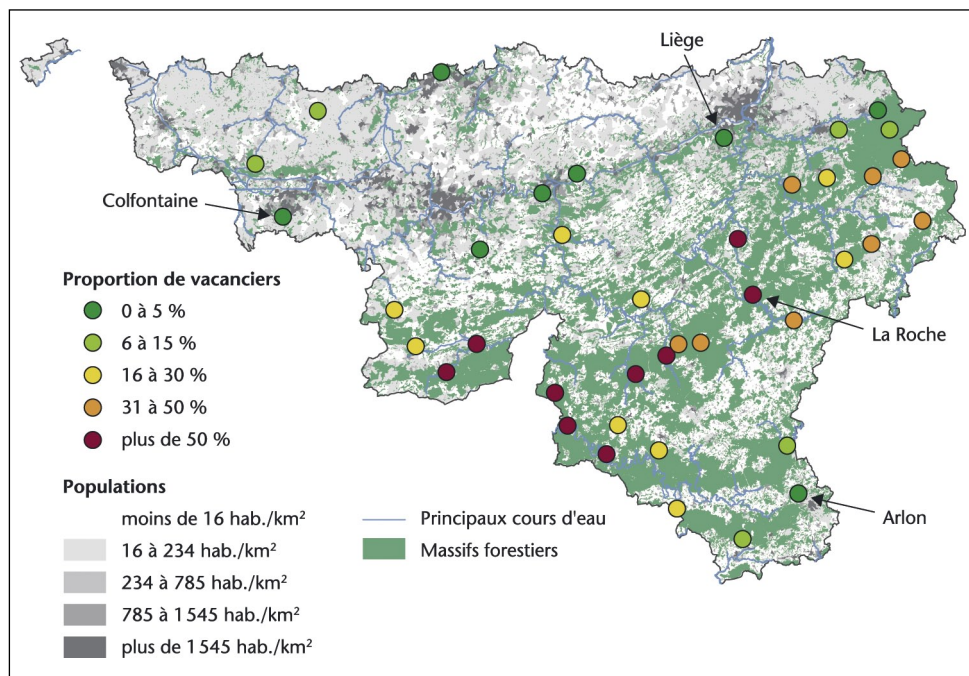 Liège
Colfontaine
La Roche
Arlon
Proportion de vacanciers
0 à 5 %
6 à 15 %
16 à 30 %
31 à 50 %
plus de 50 %
Populations
moins de 16 hab./km²
16 à 234 hab./km²
234 à 785 hab./km²
785 à 1 545 hab./km²
plus de 1 545 hab./km²
Principaux cours d'eau
Massifs forestiers